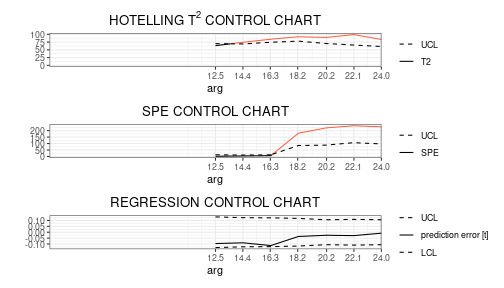 HOTELLING T² CONTROL CHART
100
75
50
25
0
12.5 14.4 16.3 18.2 20.2 22.1 24.0
arg
UCL
T2
SPE CONTROL CHART
200
150
100
50
0
12.5 14.4 16.3 18.2 20.2 22.1 24.0
arg
UCL
SPE
REGRESSION CONTROL CHART
0.10
0.05
0.00
-0.05
-0.10
12.5 14.4 16.3 18.2 20.2 22.1 24.0
arg
UCL
prediction error [t]
LCL